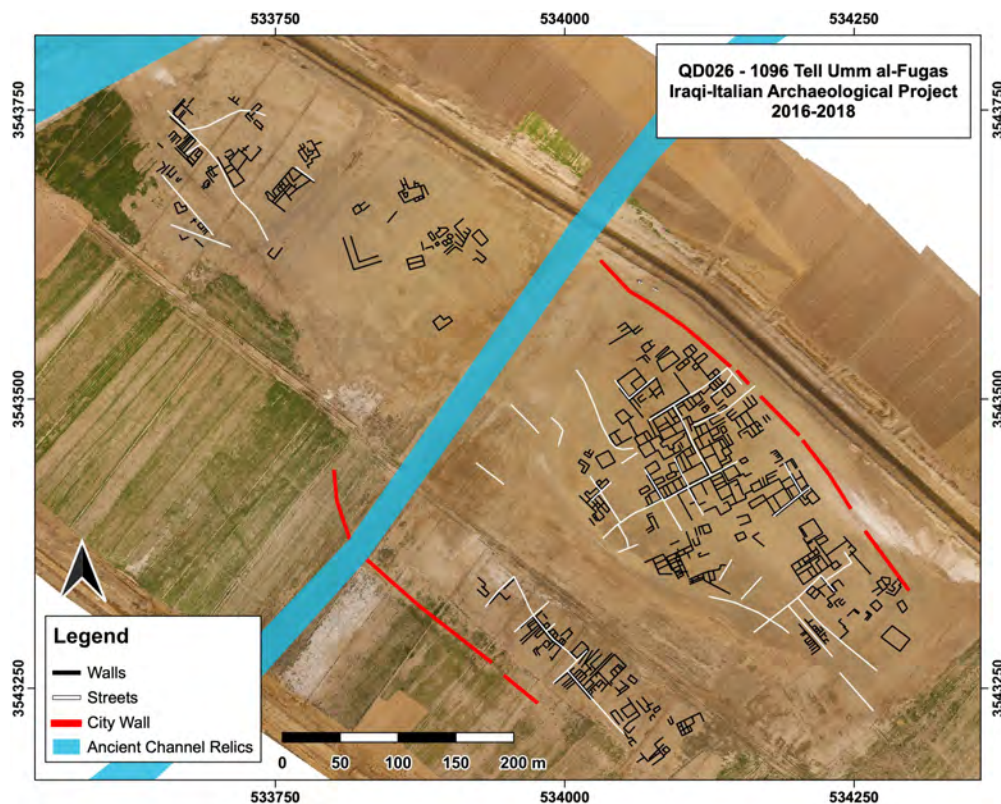 533750 534000 534250
QD026 - 1096 Tell Umm al-Fugas
Iraqi-Italian Archaeological Project
2016-2018
3543750 3543750
3543500 3543500
3543250 3543250
Legend
Walls
Streets
City Wall
Ancient Channel Relics
0 50 100 150 200 m
533750 534000 534250